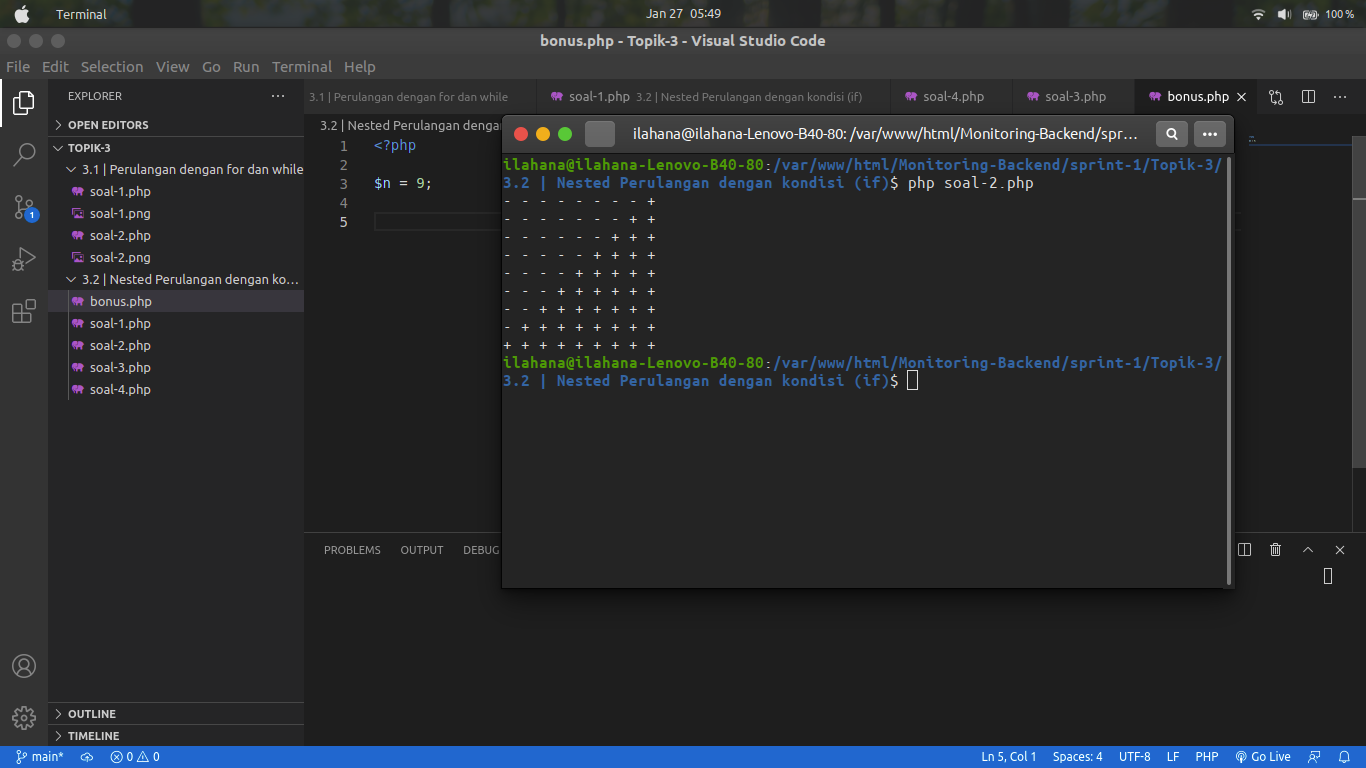 Terminal
Jan 27 05:49
100 %
bonus.php - Topik-3 - Visual Studio Code
File Edit Selection View Go Run Terminal Help
EXPLORER
3.1 | Perulangan dengan for dan while
soal-1.php 3.2 | Nested Perulangan dengan kondisi (if)
soal-4.php
soal-3.php
bonus.php
OPEN EDITORS
TOPIK-3
3.1 | Perulangan dengan for dan while
soal-1.php
soal-1.png
soal-2.php
soal-2.png
3.2 | Nested Perulangan dengan ko...
bonus.php
soal-1.php
soal-2.php
soal-3.php
soal-4.php
OUTLINE
TIMELINE
1
3.2 | Nested Perulangan dengan
1 <?php
2
3 $n = 9;
4
5
ilahana@ilahana-Lenovo-B40-80: /var/www/html/Monitoring-Backend/spr...
ilahana@ilahana-Lenovo-B40-80:/var/www/html/Monitoring-Backend/sprint-1/Topik-3/
3.2 | Nested Perulangan dengan kondisi (if)$ php soal-2.php
- - - - - - - - +
- - - - - - - + +
- - - - - - + + +
- - - - - + + + +
- - - - + + + + +
- - - + + + + + +
- - + + + + + + +
- + + + + + + + +
+ + + + + + + + +
ilahana@ilahana-Lenovo-B40-80:/var/www/html/Monitoring-Backend/sprint-1/Topik-3/
3.2 | Nested Perulangan dengan kondisi (if)$
PROBLEMS OUTPUT DEBUG
main* 0 0 Ln 5, Col 1 Spaces: 4 UTF-8 LF PHP Go Live